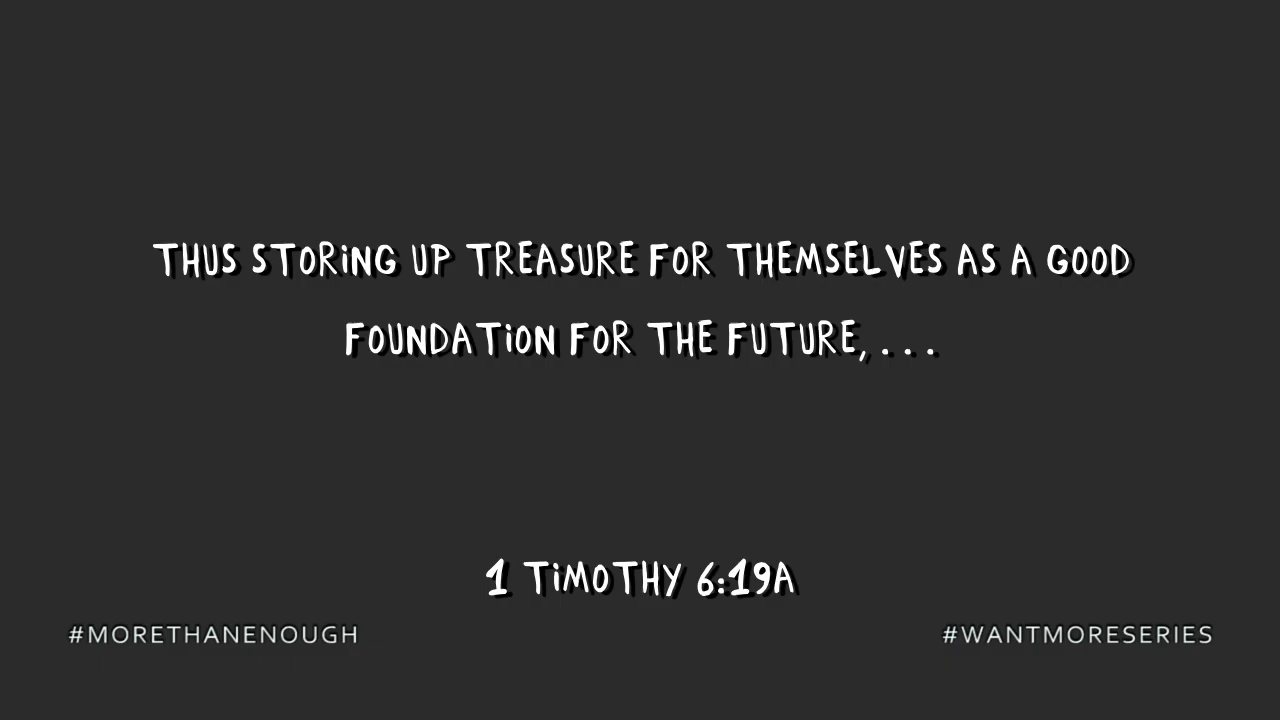 THUS STORING UP TREASURE FOR THEMSELVES AS A GOOD
FOUNDATION FOR THE FUTURE, . . .
1 TIMOTHY 6:19A
#MORETHANENOUGH
#WANTMORESERIES